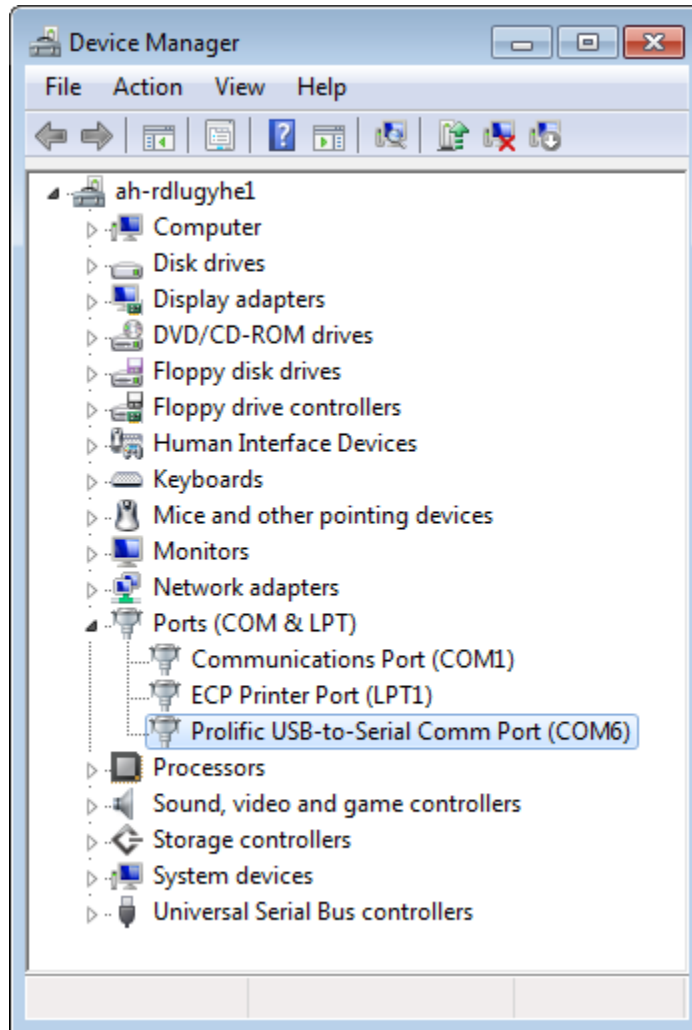 Device Manager
File Action View Help
ah-rdlugyhe1
Computer
Disk drives
Display adapters
DVD/CD-ROM drives
Floppy disk drives
Floppy drive controllers
Human Interface Devices
Keyboards
Mice and other pointing devices
Monitors
Network adapters
Ports (COM & LPT)
Communications Port (COM1)
ECP Printer Port (LPT1)
Prolific USB-to-Serial Comm Port (COM6)
Processors
Sound, video and game controllers
Storage controllers
System devices
Universal Serial Bus controllers